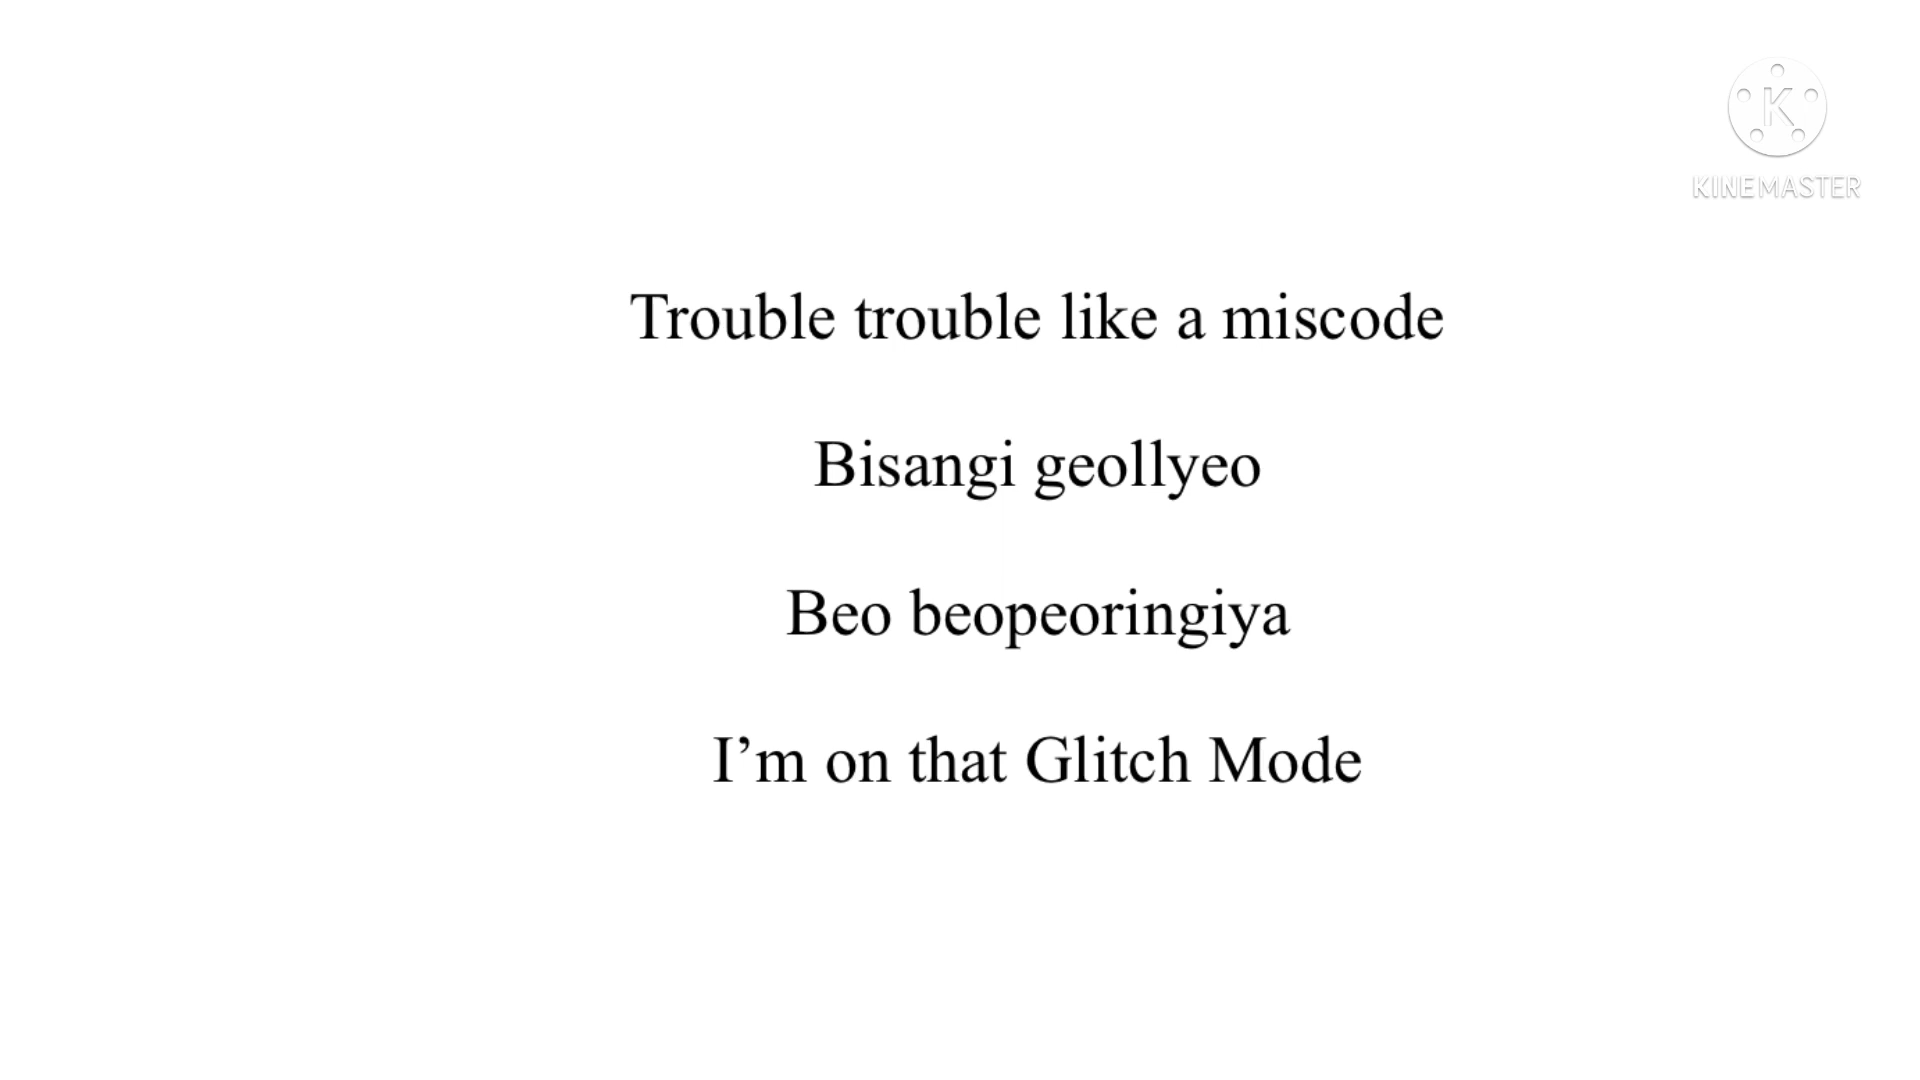 KINEMASTER
Trouble trouble like a miscode
Bisangi geollyeo
Beo beopeoringiya
I’m on that Glitch Mode